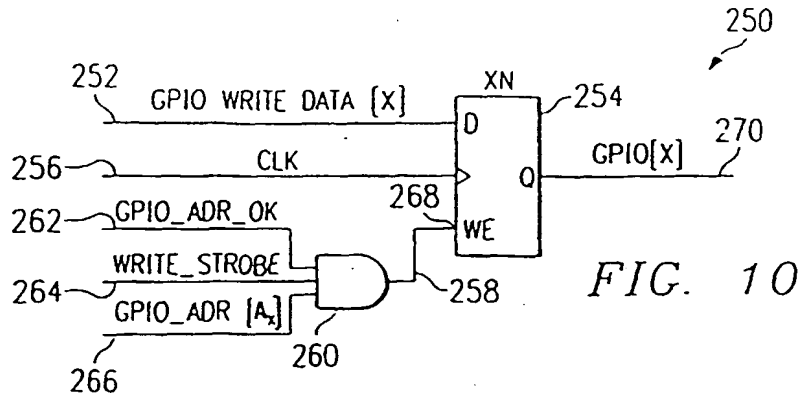 250
252
GPIO WRITE DATA [X]
XN
254
D
256
CLK
Q
GPIO[X]
270
262
GPIO_ADR_OK
268
WE
264
WRITE_STROBE
258
FIG. 10
GPIO_ADR [Ax]
260
266